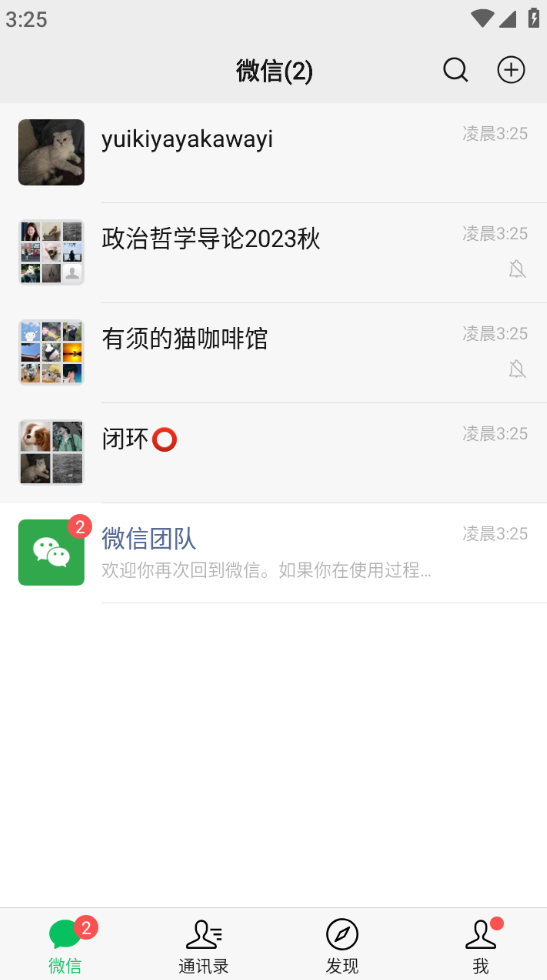 3:25
微信(2)
yuikiyayakawayi
凌晨3:25
政治哲学导论2023秋
凌晨3:25
有须的猫咖啡馆
凌晨3:25
闭环⭕
凌晨3:25
2
微信团队
凌晨3:25
欢迎你再次回到微信。如果你在使用过程...
2
微信
通讯录
发现
我